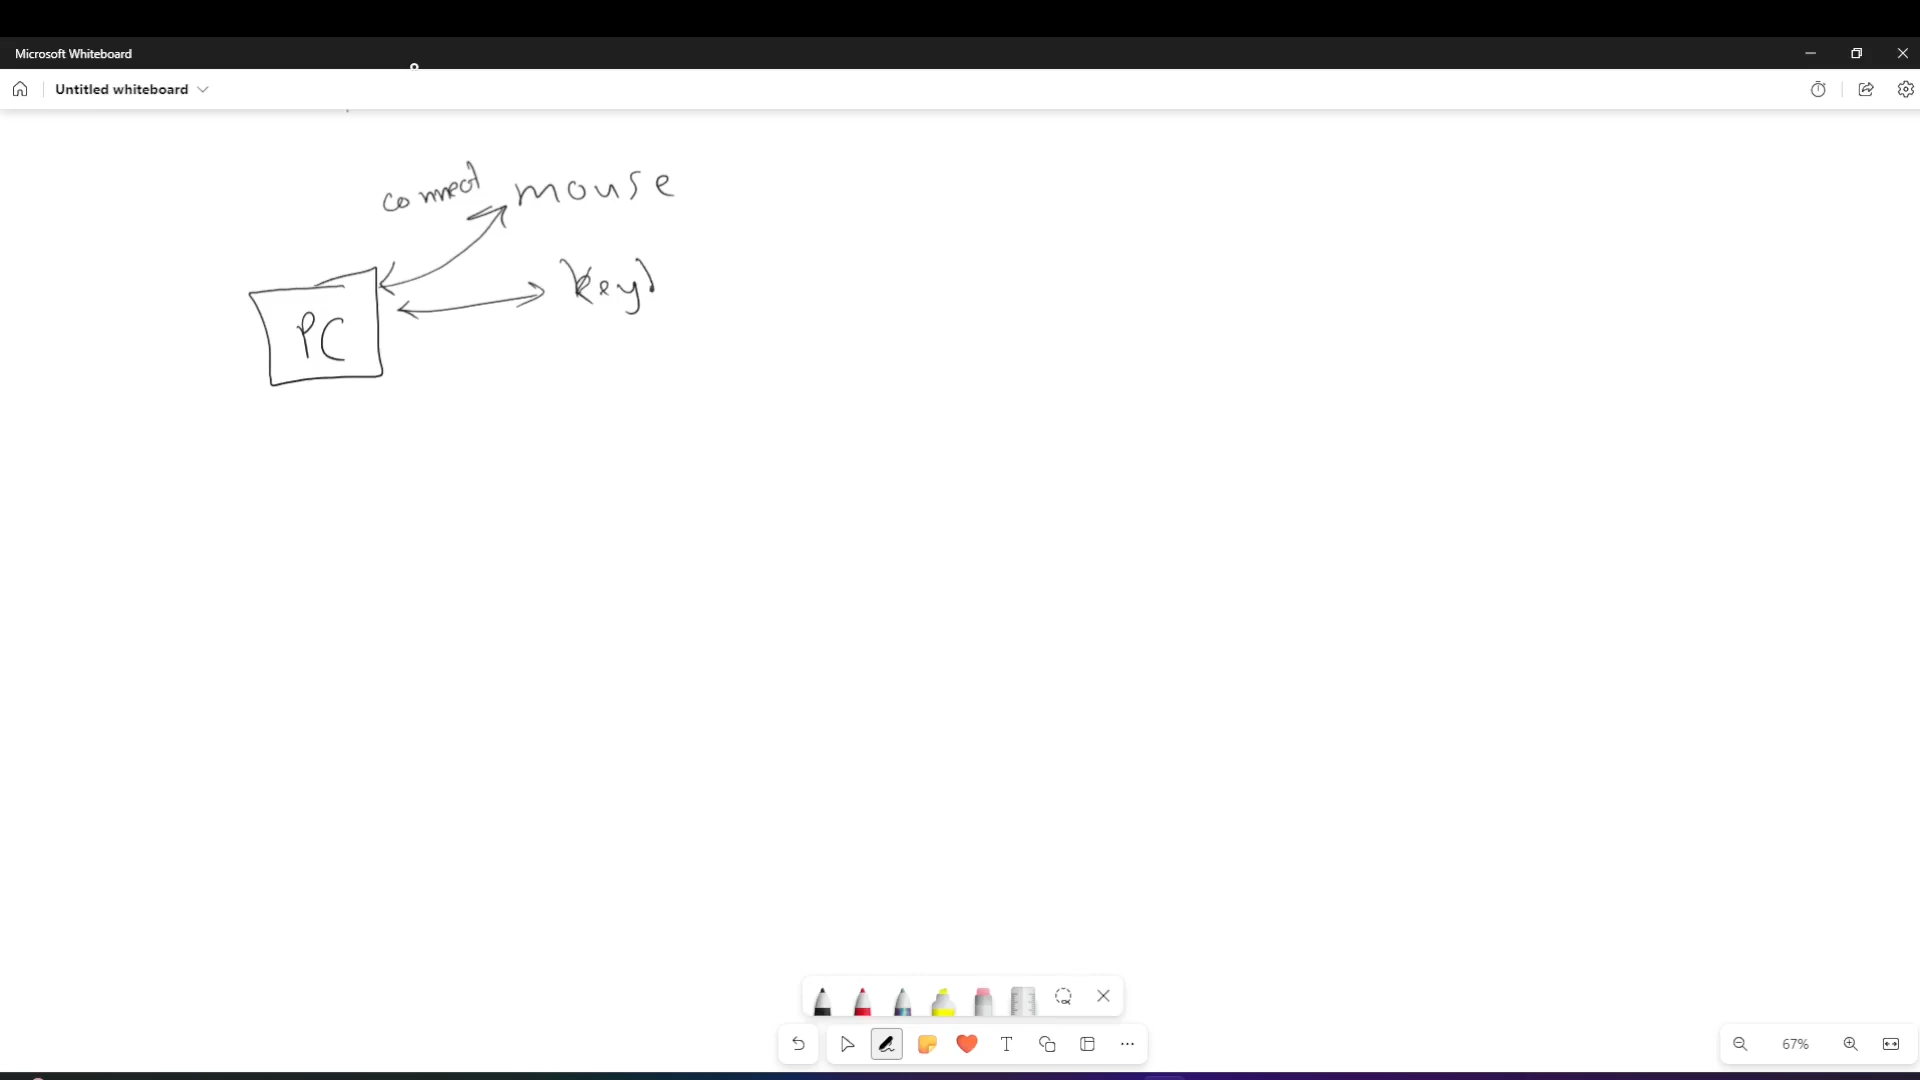 Microsoft Whiteboard
Untitled whiteboard
connect mouse
PC
67%